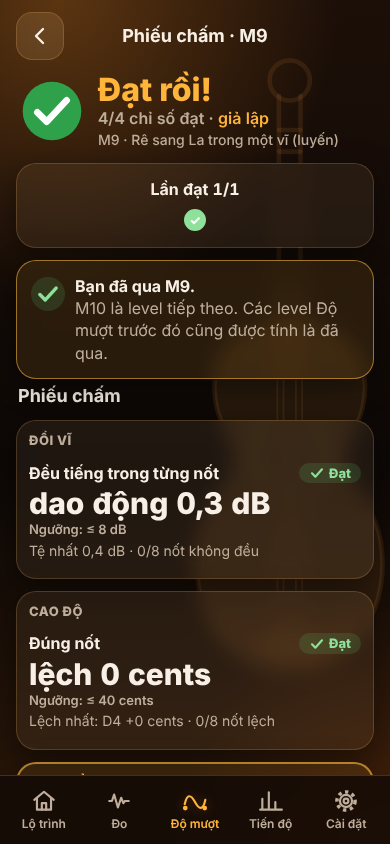 Phiếu chấm · M9
Đạt rồi!
4/4 chỉ số đạt · giả lập
M9 · Rê sang La trong một vĩ (luyến)
Lần đạt 1/1
Bạn đã qua M9.
M10 là level tiếp theo. Các level Độ
mượt trước đó cũng được tính là đã
qua.
Phiếu chấm
ĐỔI VĨ
Đều tiếng trong từng nốt
Đạt
dao động 0,3 dB
Ngưỡng: ≤ 8 dB
Tệ nhất 0,4 dB · 0/8 nốt không đều
CAO ĐỘ
Đúng nốt
Đạt
lệch 0 cents
Ngưỡng: ≤ 40 cents
Lệch nhất: D4 +0 cents · 0/8 nốt lệch
Lộ trình
Đo
Độ mượt
Tiến độ
Cài đặt